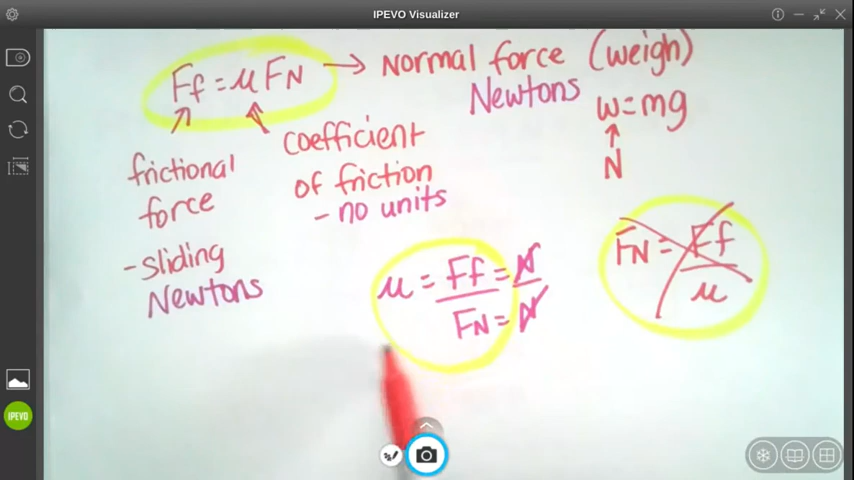 IPEVO Visualizer
Ff = μ FN → Normal force (weigh)
Newtons
w=mg
N
frictional
force
-sliding
Newtons
coefficient
of friction
- no units
μ = Ff = N
FN = N
FN = Ff
μ
IPEVO